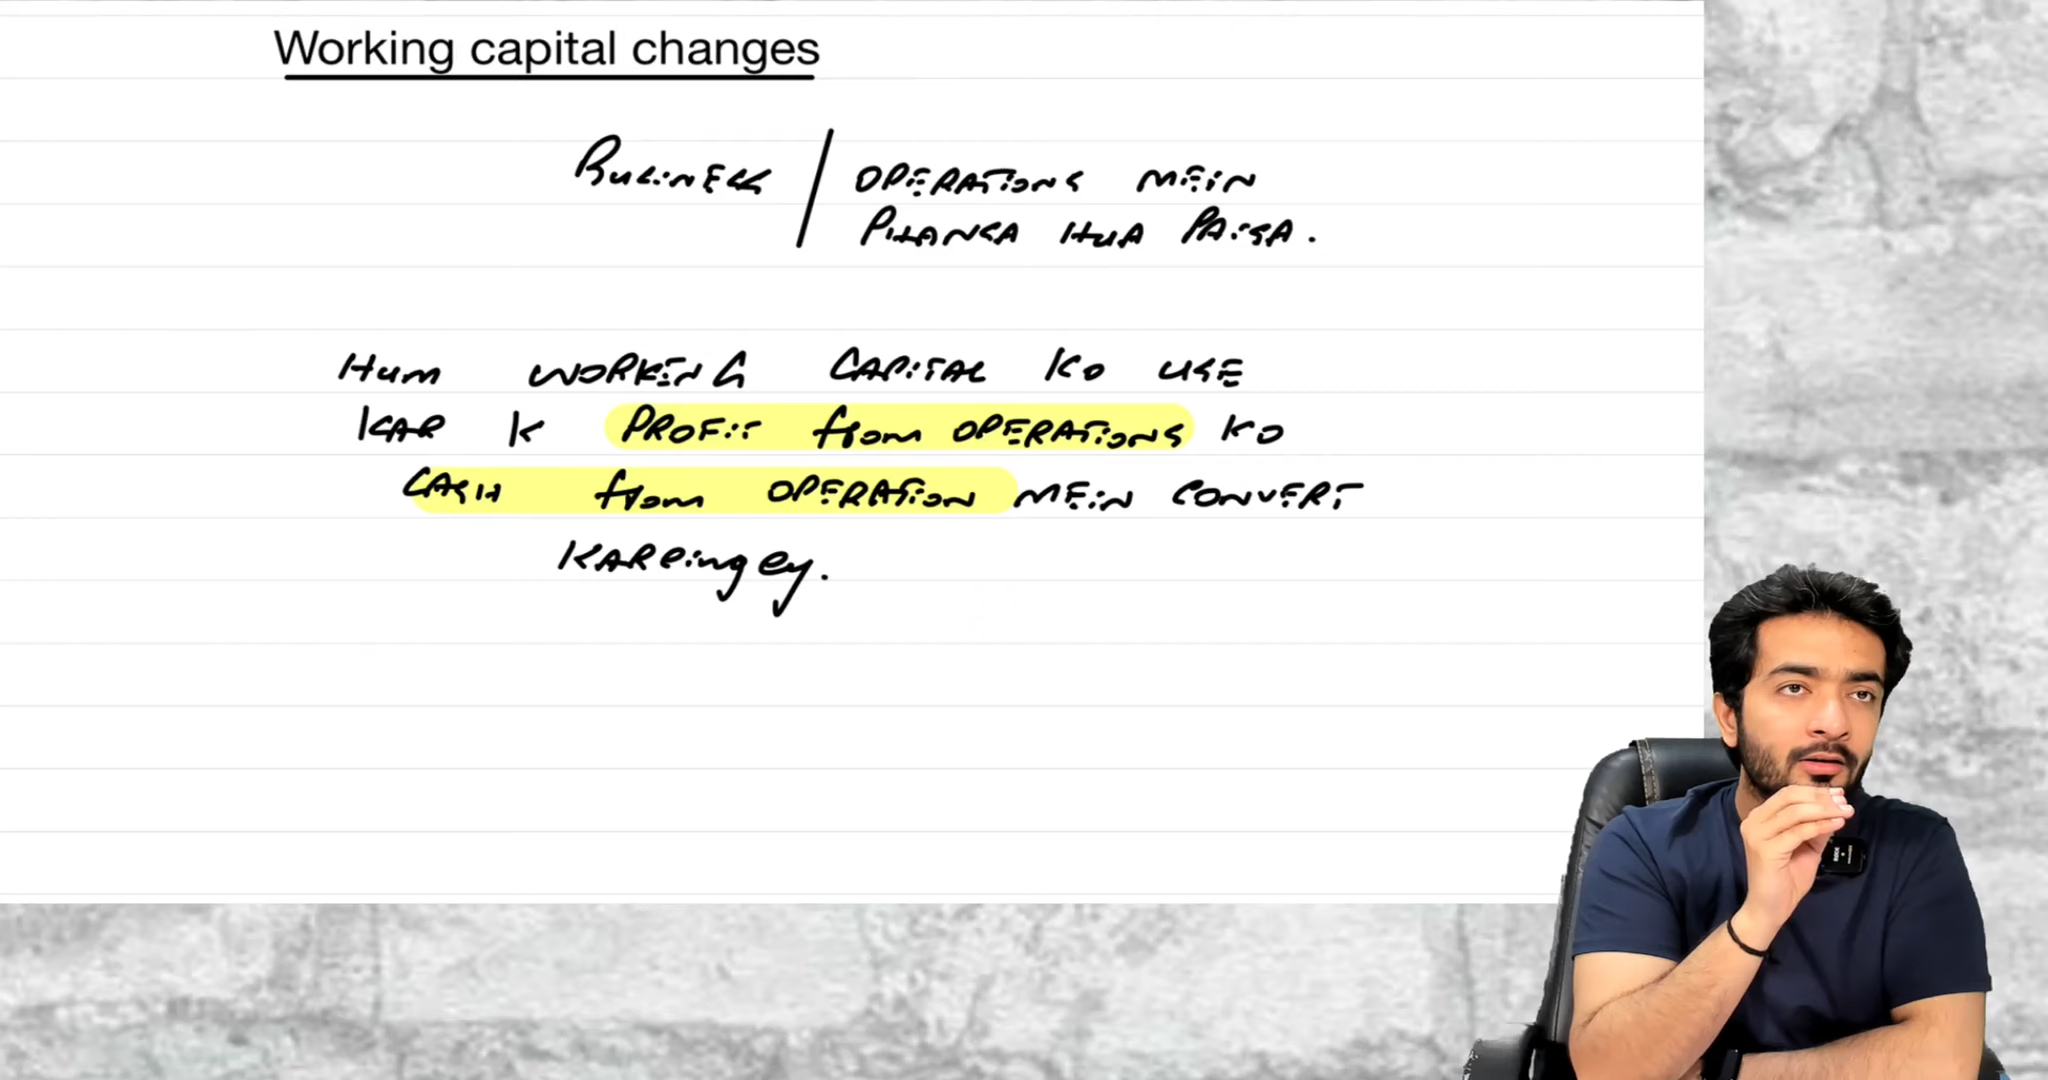 Working capital changes
Business / OPERATIONS MEIN
PHANSA HUA PAISA.
HUM WORKING CAPITAL KO USE
KAR K PROFIT from OPERATIONS KO
CASH from OPERATION MEIN CONVERT
KAReingey.